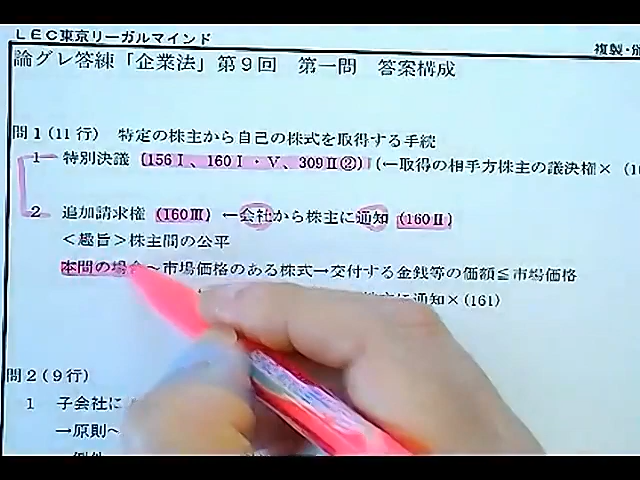 LEC東京リーガルマインド
複製・頒
論グレ答練「企業法」第9回 第一問 答案構成
問1(11行) 特定の株主から自己の株式を取得する手続
1 特別決議(156Ⅰ、160Ⅰ・Ⅴ、309Ⅱ②)(←取得の相手方株主の議決権×(16
2 追加請求権(160Ⅲ)←会社から株主に通知(160Ⅱ)
<趣旨>株主間の公平
本問の場合~市場価格のある株式→交付する金銭等の価額≦市場価格
に通知×(161)
問2(9行)
1 子会社に
→原則~